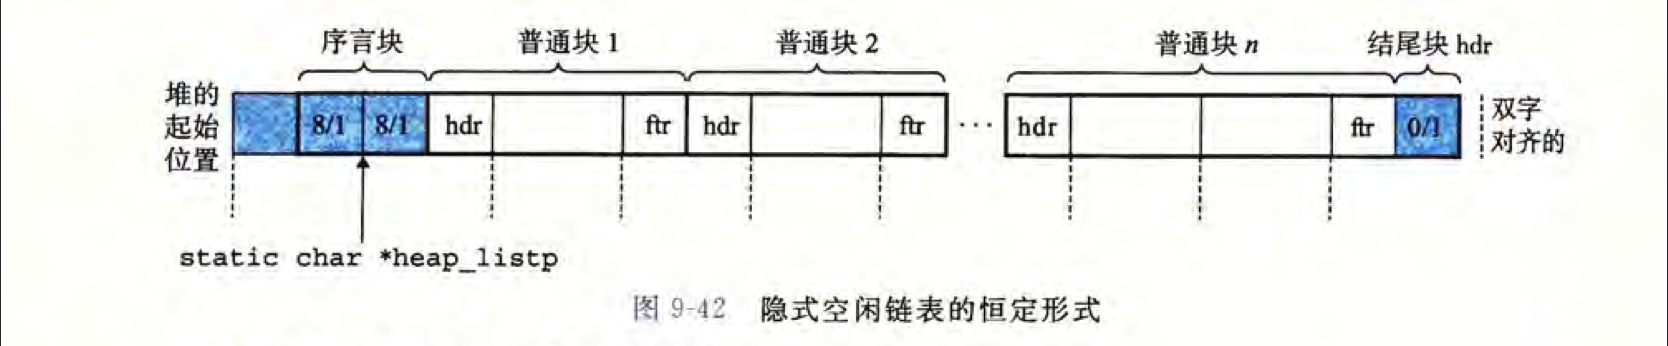 序言块 普通块 1 普通块 2 普通块 n 结尾块 hdr
堆的
起始
位置
8/1 8/1 hdr ftr hdr ftr ··· hdr ftr 0/1
双字
对齐的
static char *heap_listp
图 9-42 隐式空闲链表的恒定形式